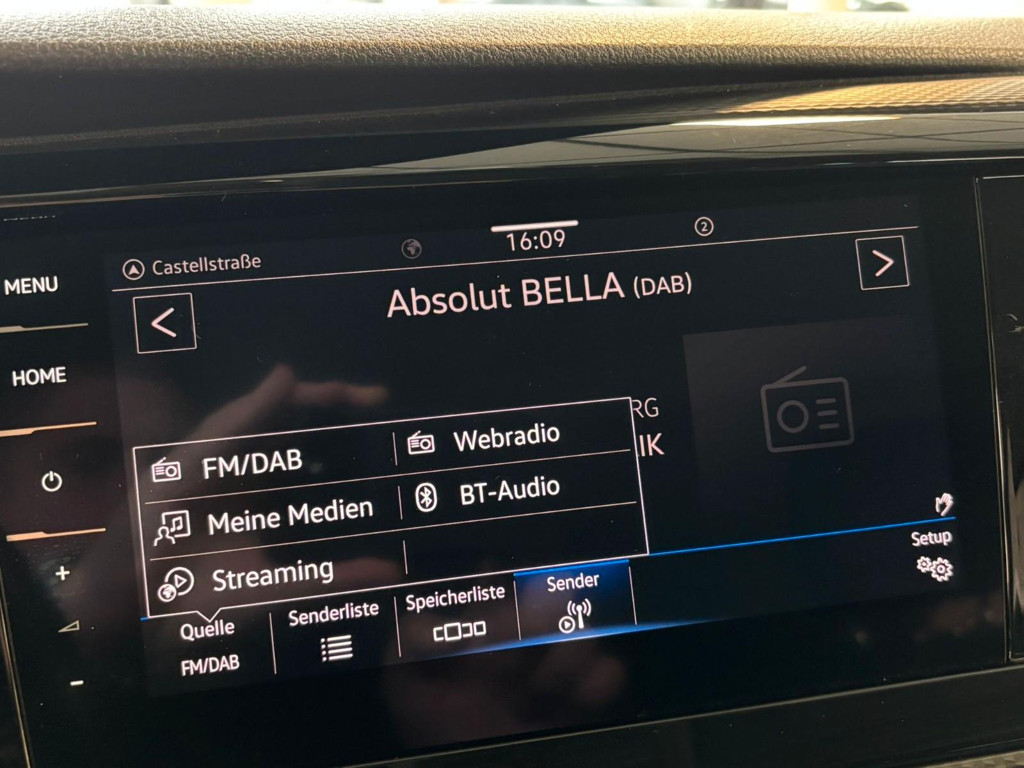 MENU
HOME
+
-
Castellstraße
16:09
2
Absolut BELLA (DAB)
RG
IK
FM/DAB
Webradio
Meine Medien
BT-Audio
Streaming
Quelle
FM/DAB
Senderliste
Speicherliste
Sender
Setup